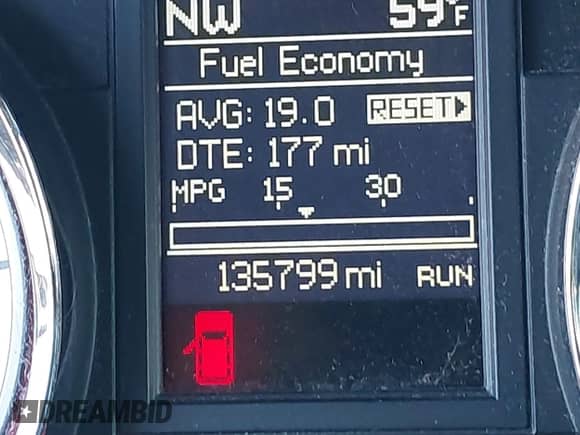 NW 59°F
Fuel Economy
AVG: 19.0 RESET
DTE: 177 mi
MPG 15 30
135799 mi RUN
DREAMBID